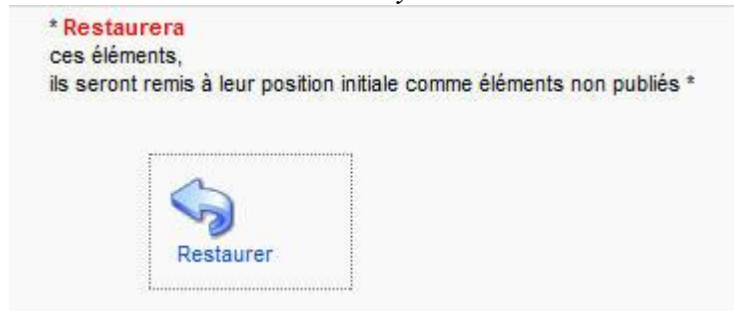 * Restaurera
ces éléments,
ils seront remis à leur position initiale comme éléments non publiés *
Restaurer